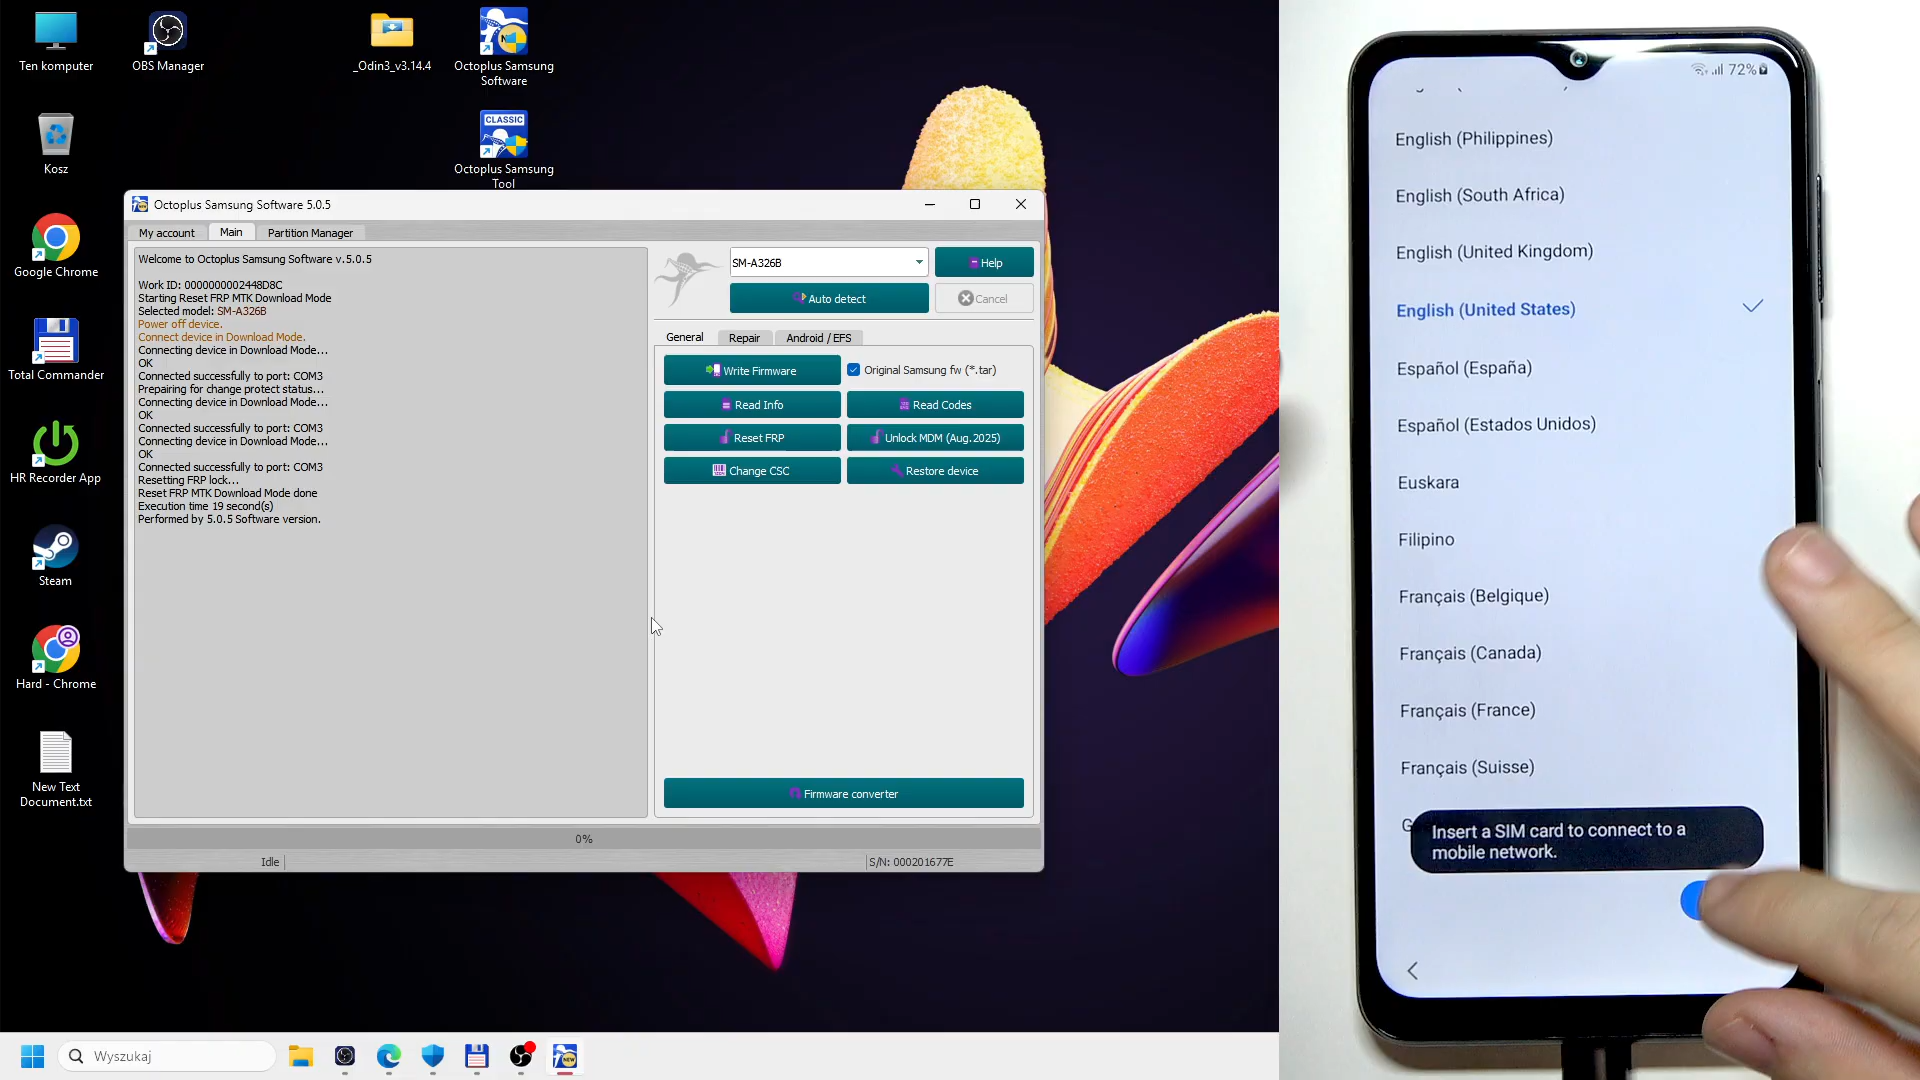 Ten komputer
OBS Manager
_Odin3_v3.14.4
Octoplus Samsung
Software
Kosz
CLASSIC
Octoplus Samsung
Tool
Google Chrome
Total Commander
HR Recorder App
Steam
Hard - Chrome
New Text
Document.txt
Octoplus Samsung Software 5.0.5
My account
Main
Partition Manager
Welcome to Octoplus Samsung Software v.5.0.5
Work ID: 0000000002448D8C
Starting Reset FRP MTK Download Mode
Selected model: SM-A326B
Power off device.
Connect device in Download Mode.
Connecting device in Download Mode...
OK
Connected successfully to port: COM3
Prepairing for change protect status...
Connecting device in Download Mode...
OK
Connected successfully to port: COM3
Connecting device in Download Mode...
OK
Connected successfully to port: COM3
Resetting FRP lock...
Reset FRP MTK Download Mode done
Execution time 19 second(s)
Performed by 5.0.5 Software version.
SM-A326B
Help
Auto detect
Cancel
General
Repair
Android / EFS
Write Firmware
Original Samsung fw (*.tar)
Read Info
Read Codes
Reset FRP
Unlock MDM (Aug.2025)
Change CSC
Restore device
Firmware converter
0%
Idle
S/N: 000201677E
Wyszukaj
NEW
72%
English (Philippines)
English (South Africa)
English (United Kingdom)
English (United States)
Español (España)
Español (Estados Unidos)
Euskara
Filipino
Français (Belgique)
Français (Canada)
Français (France)
Français (Suisse)
Insert a SIM card to connect to a
mobile network.